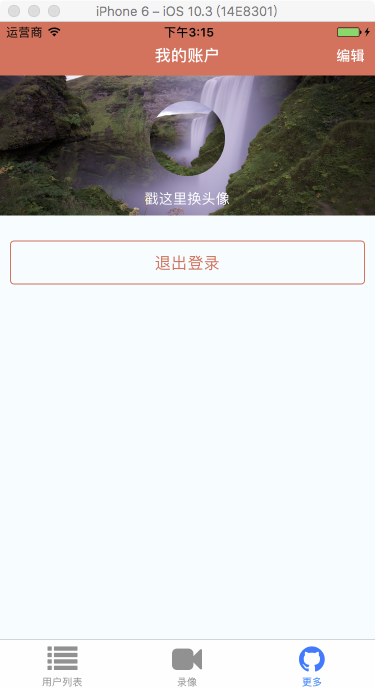 iPhone 6 – iOS 10.3 (14E8301)
运营商 下午3:15
我的账户 编辑
戳这里换头像
退出登录
用户列表 录像 更多